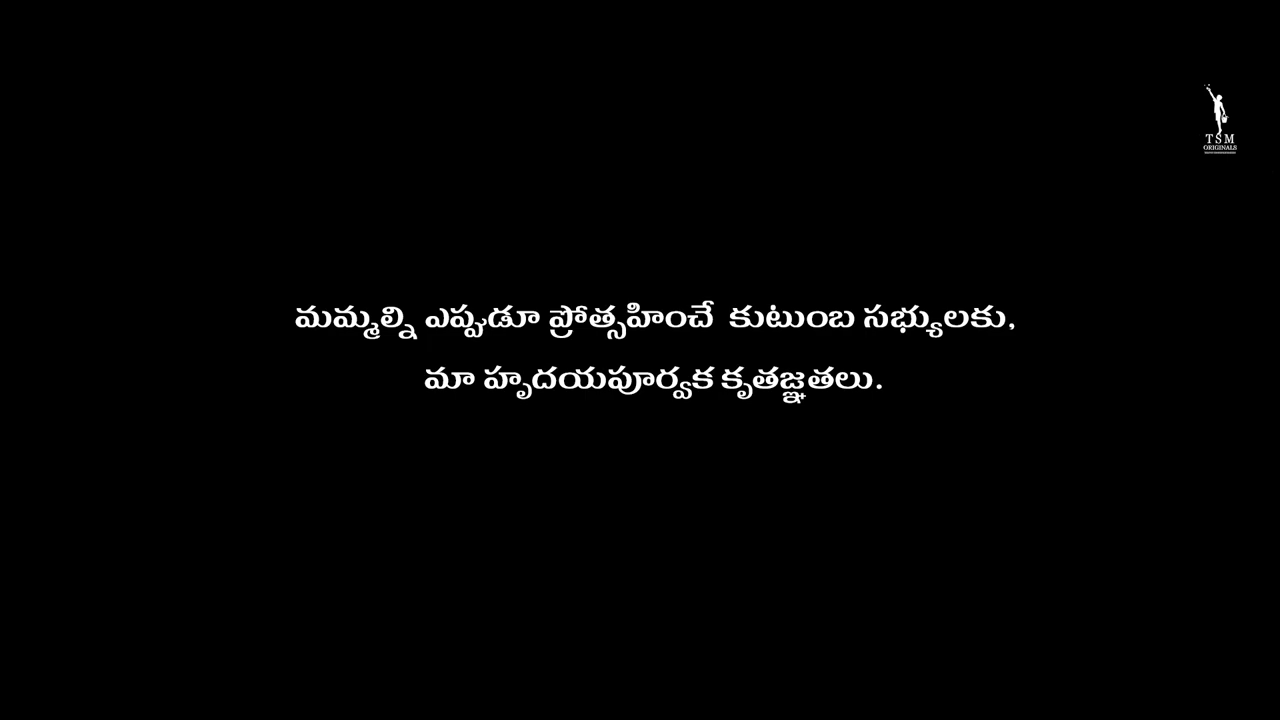 TSM
ORIGINALS
మమ్మల్ని ఎప్పుడూ ప్రోత్సహించే కుటుంబ సభ్యులకు,
మా హృదయపూర్వక కృతజ్ఞతలు.